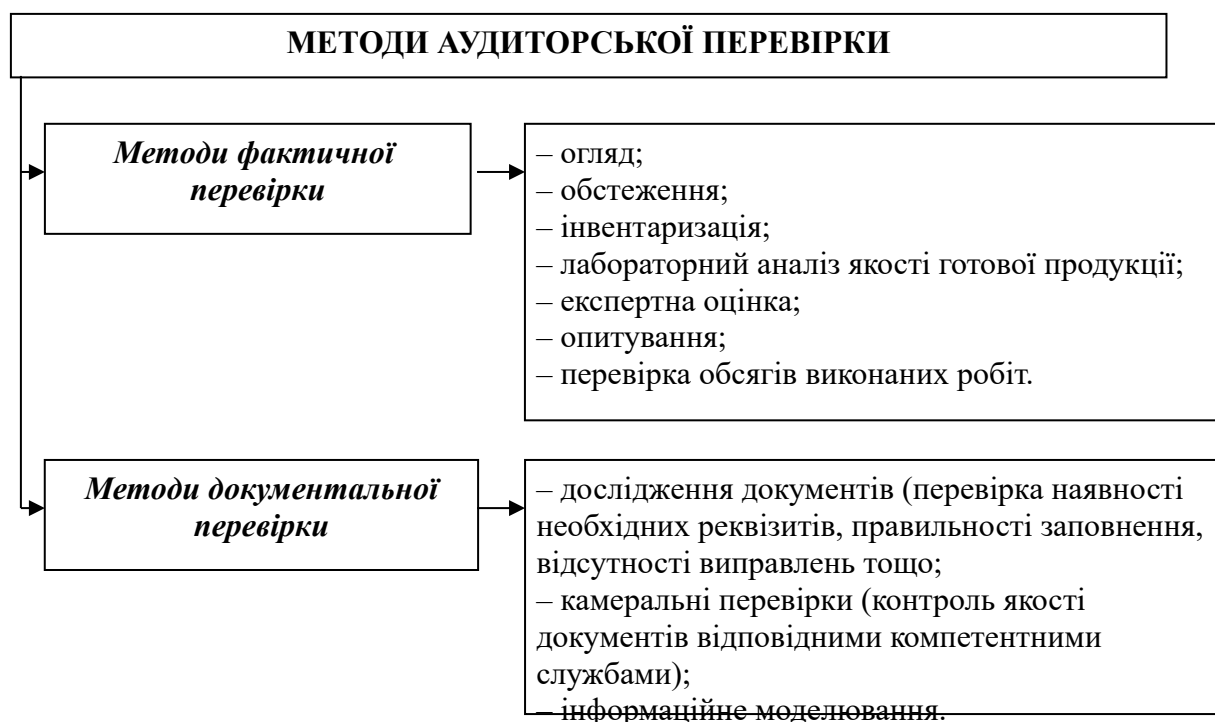 МЕТОДИ АУДИТОРСЬКОЇ ПЕРЕВІРКИ
Методи фактичної
перевірки
– огляд;
– обстеження;
– інвентаризація;
– лабораторний аналіз якості готової продукції;
– експертна оцінка;
– опитування;
– перевірка обсягів виконаних робіт.
Методи документальної
перевірки
– дослідження документів (перевірка наявності
необхідних реквізитів, правильності заповнення,
відсутності виправлень тощо;
– камеральні перевірки (контроль якості
документів відповідними компетентними
службами);
– інформаційне моделювання.